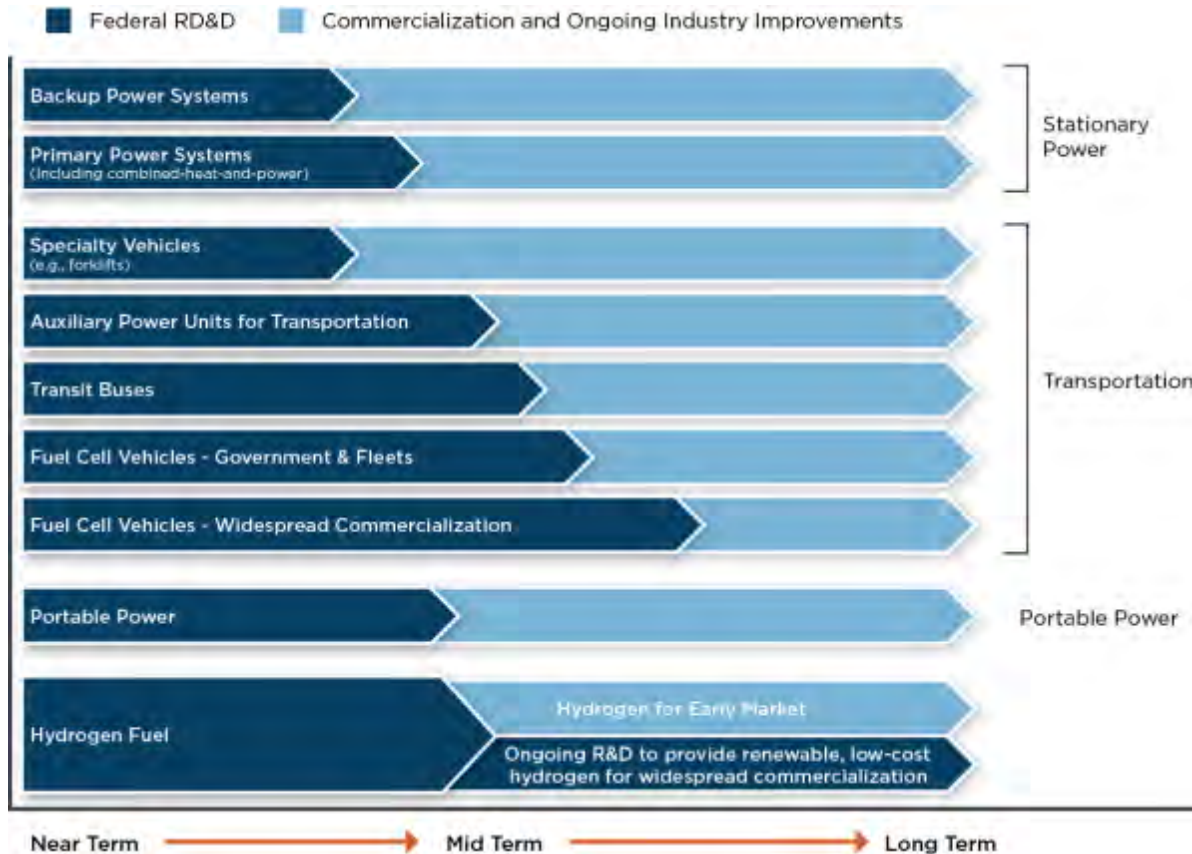 Federal RD&D
Commercialization and Ongoing Industry Improvements
Backup Power Systems
Primary Power Systems
(including combined-heat-and-power)
Stationary
Power
Specialty Vehicles
(e.g., forklifts)
Auxiliary Power Units for Transportation
Transit Buses
Fuel Cell Vehicles - Government & Fleets
Fuel Cell Vehicles - Widespread Commercialization
Transportation
Portable Power
Portable Power
Hydrogen Fuel
Hydrogen for Early Market
Ongoing R&D to provide renewable, low-cost
hydrogen for widespread commercialization
Near Term
Mid Term
Long Term